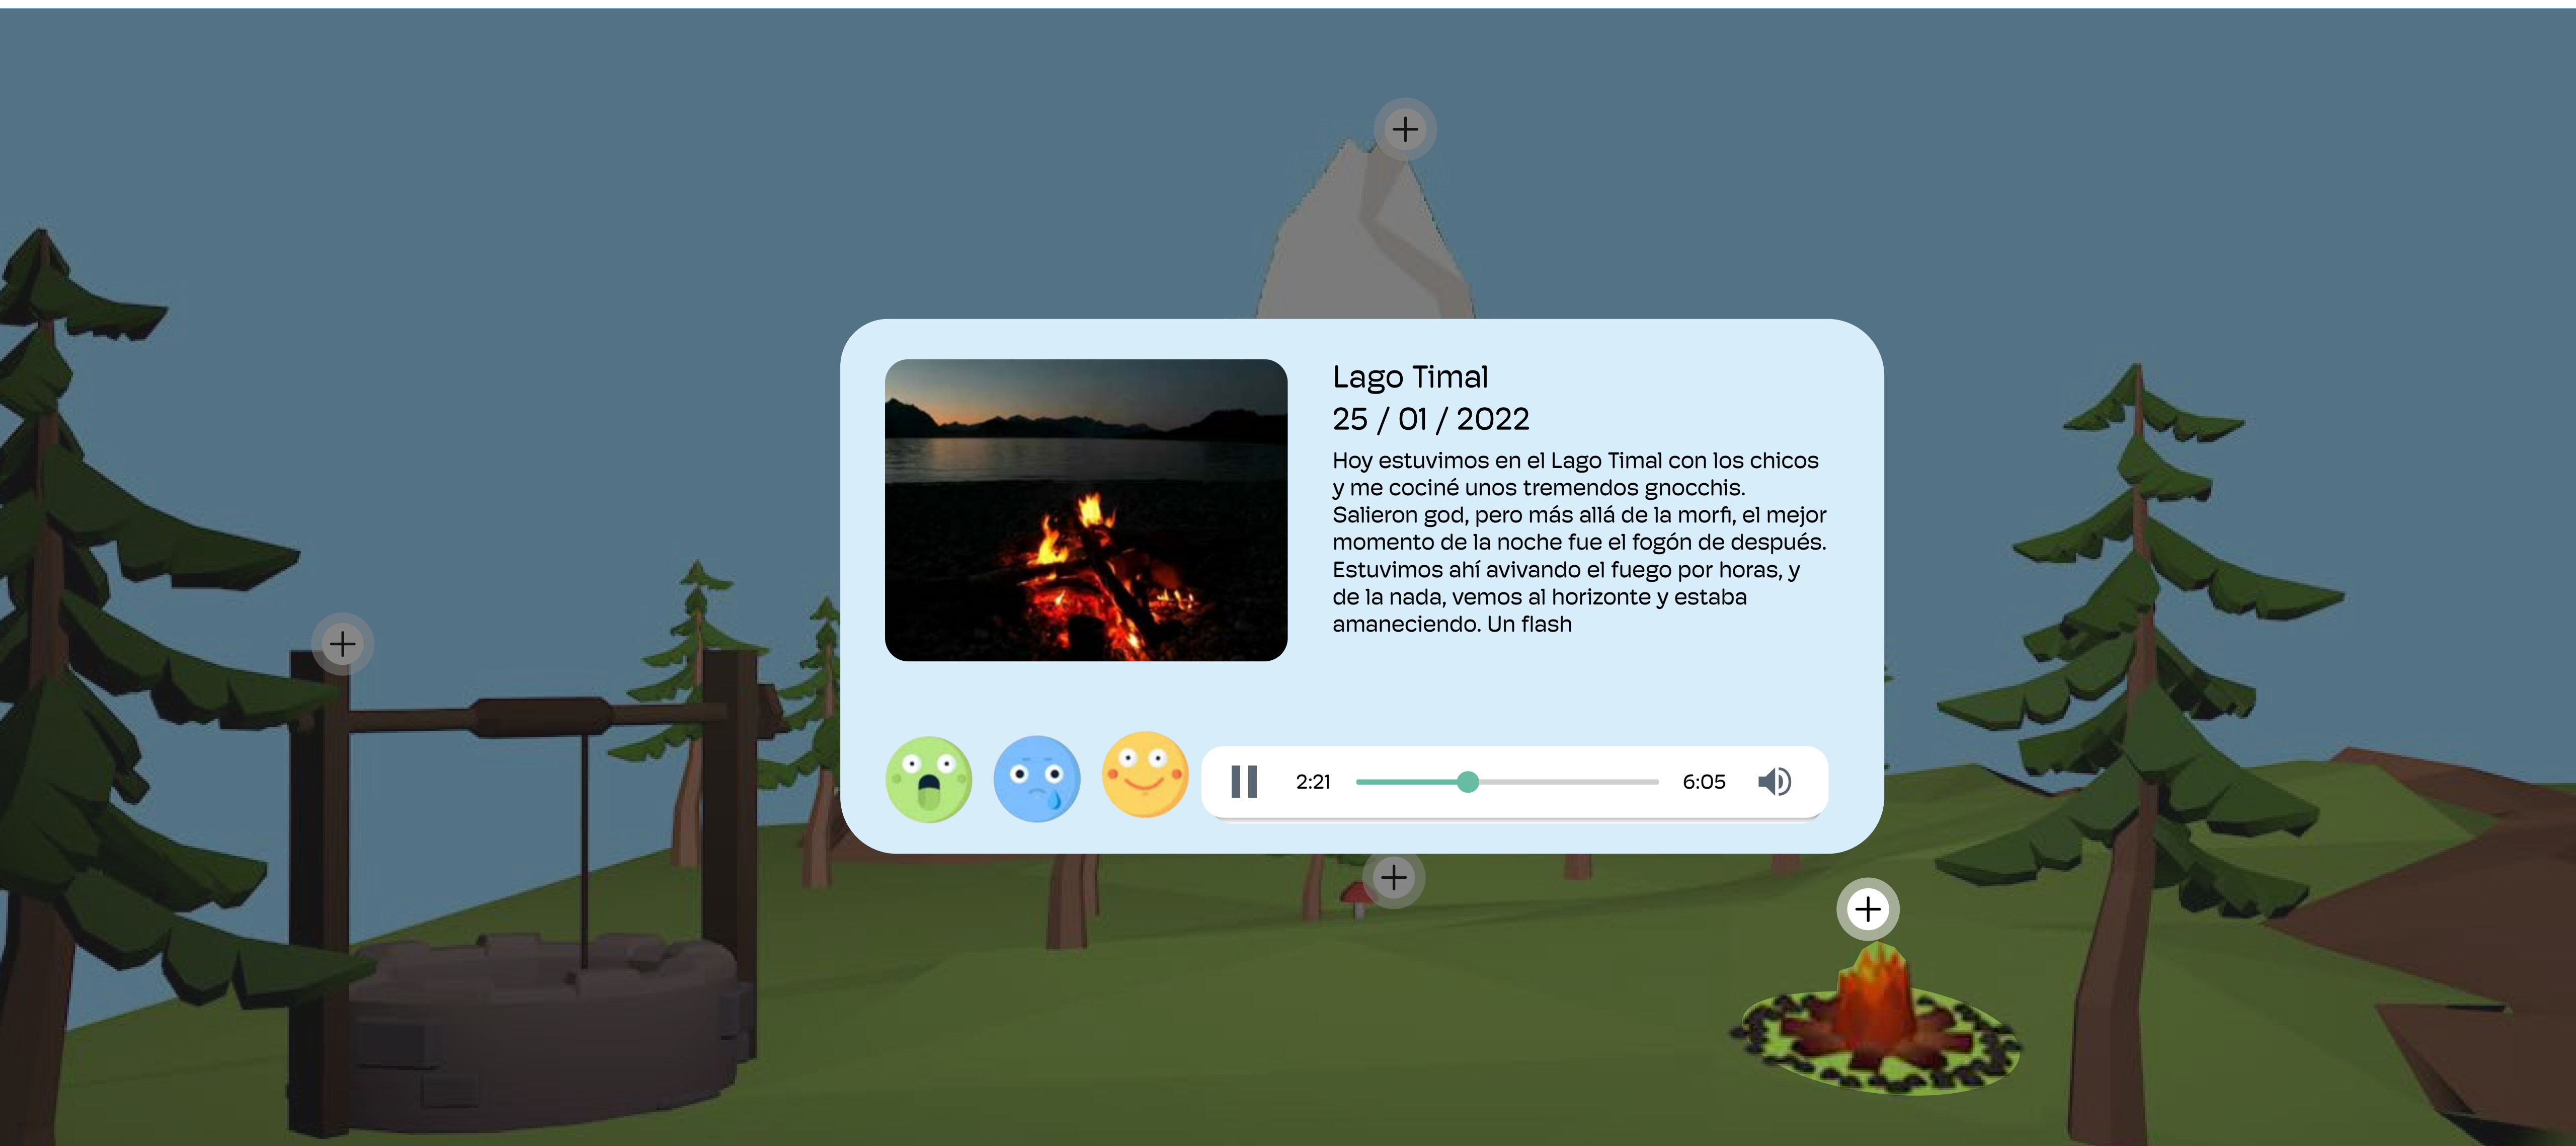 Lago Timal
25 / 01 / 2022
Hoy estuvimos en el Lago Timal con los chicos
y me cociné unos tremendos gnocchis.
Salieron god, pero más allá de la morfi, el mejor
momento de la noche fue el fogón de después.
Estuvimos ahí avivando el fuego por horas, y
de la nada, vemos al horizonte y estaba
amaneciendo. Un flash
2:21
6:05